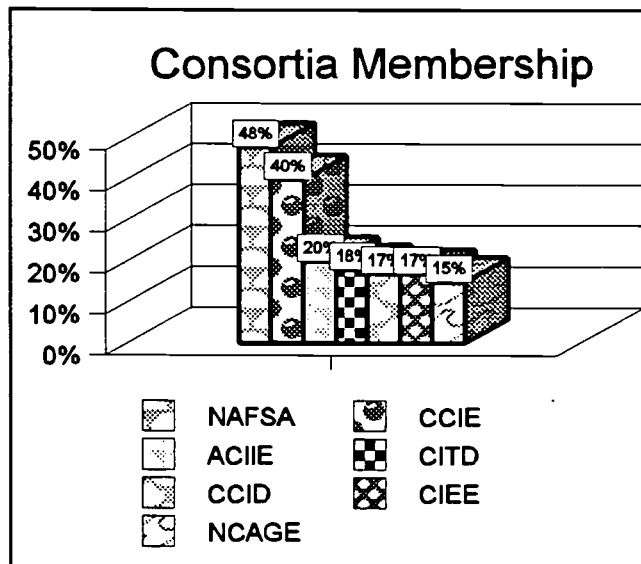 Consortia Membership
50%
40%
30%
20%
10%
0%
48%
40%
20%
18%
17%
17%
15%
NAFSA CCIE
ACIIE CITD
CCID CIEE
NCAGE